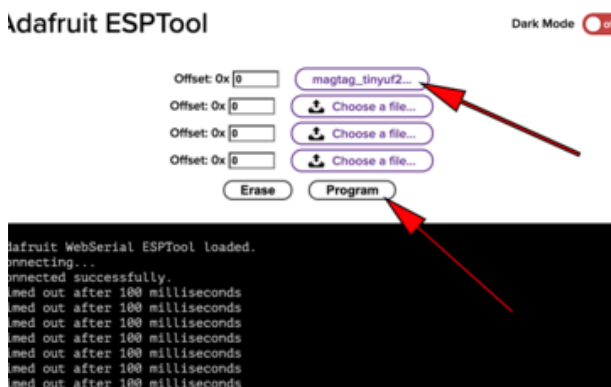 Adafruit ESPTool
Dark Mode
Offset: 0x 0 magtag_tinyuf2...
Offset: 0x 0 Choose a file...
Offset: 0x 0 Choose a file...
Offset: 0x 0 Choose a file...
Erase Program
dafruit WebSerial ESPTool loaded.
onnecting...
onnected successfully.
imed out after 100 milliseconds
imed out after 100 milliseconds
imed out after 100 milliseconds
imed out after 100 milliseconds
imed out after 100 milliseconds
imed out after 100 milliseconds
imed out after 100 milliseconds